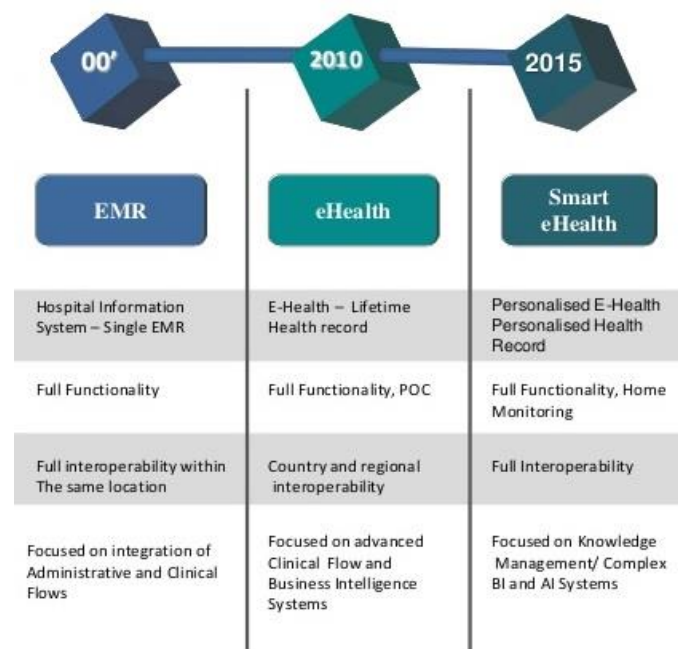 00’
2010
2015
EMR
eHealth
Smart
eHealth
Hospital Information
System – Single EMR
E-Health – Lifetime
Health record
Personalised E-Health
Personalised Health
Record
Full Functionality
Full Functionality, POC
Full Functionality, Home
Monitoring
Full interoperability within
The same location
Country and regional
interoperability
Full Interoperability
Focused on integration of
Administrative and Clinical
Flows
Focused on advanced
Clinical Flow and
Business Intelligence
Systems
Focused on Knowledge
Management/ Complex
BI and AI Systems